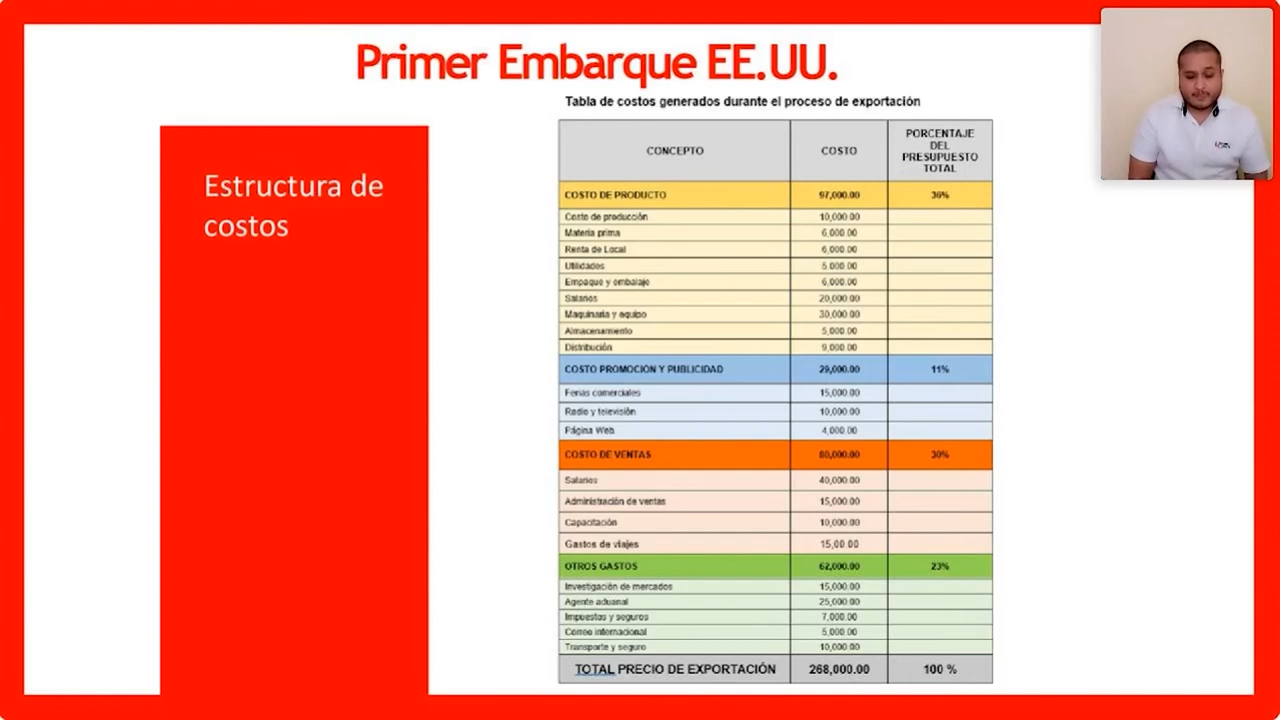 Primer Embarque EE.UU.
Estructura de
costos
Tabla de costos generados durante el proceso de exportación
CONCEPTO COSTO PORCENTAJE
DEL
PRESUPUESTO
TOTAL
COSTO DE PRODUCTO 97,000.00 36%
Costo de producción 10,000.00
Materia prima 6,000.00
Renta de Local 6,000.00
Utilidades 5,000.00
Empaque y embalaje 6,000.00
Salarios 20,000.00
Maquinaria y equipo 30,000.00
Almacenamiento 5,000.00
Distribución 9,000.00
COSTO PROMOCIÓN Y PUBLICIDAD 29,000.00 11%
Ferias comerciales 15,000.00
Radio y televisión 10,000.00
Página Web 4,000.00
COSTO DE VENTAS 80,000.00 30%
Salarios 40,000.00
Administración de ventas 15,000.00
Capacitación 10,000.00
Gastos de viajes 15,00.00
OTROS GASTOS 62,000.00 23%
Investigación de mercados 15,000.00
Agente aduanal 25,000.00
Impuestos y seguros 7,000.00
Correo internacional 5,000.00
Transporte y seguro 10,000.00
TOTAL PRECIO DE EXPORTACIÓN 268,000.00 100 %